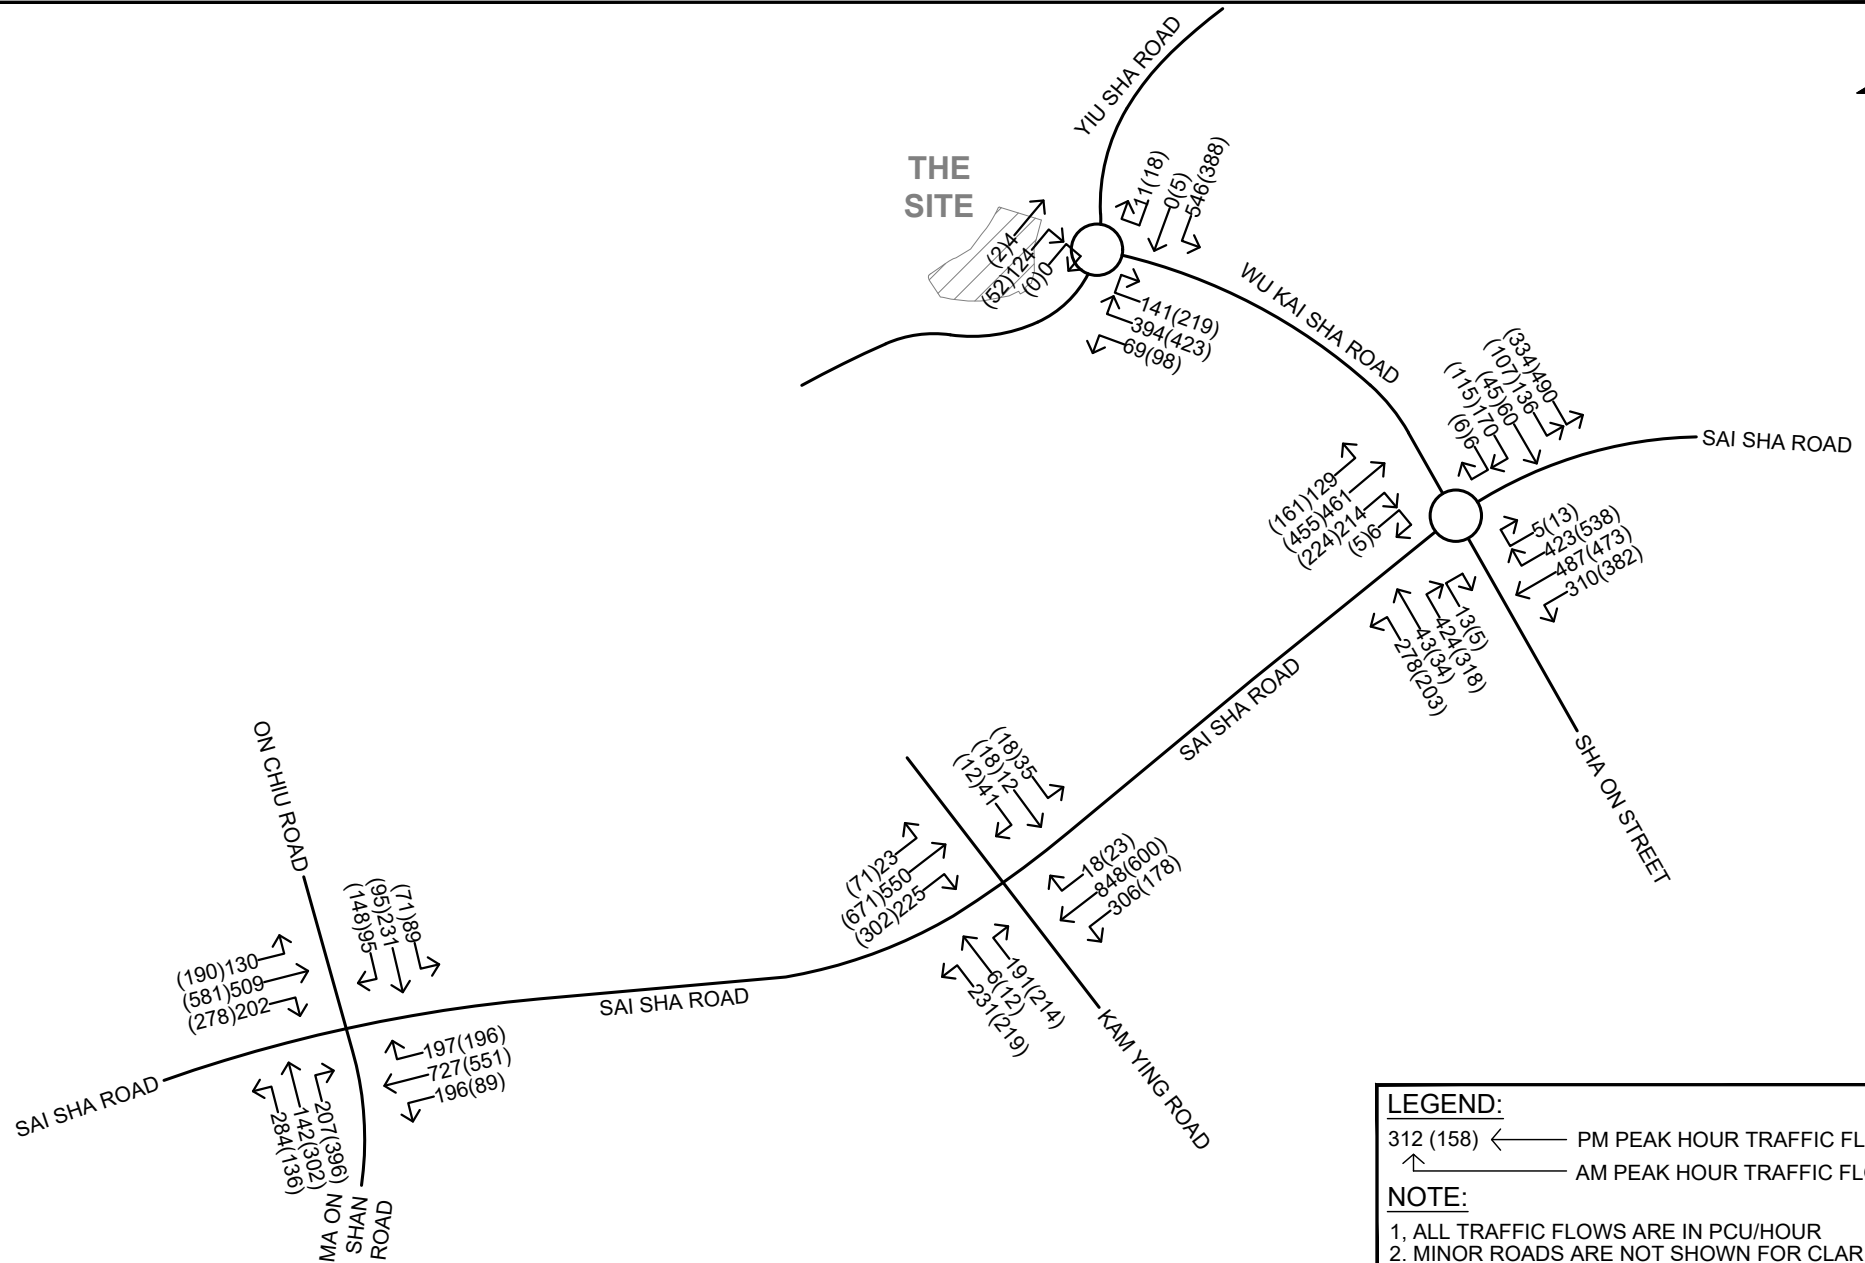 YIU SHA ROAD
THE
SITE
11(18)
0(5)
546(388)
(2)4
(52)124
(0)0
141(219)
394(423)
69(98)
WU KAI SHA ROAD
(334)490
(107)136
(45)60
(115)170
(6)6
SAI SHA ROAD
(161)129
(455)461
(224)214
(5)6
5(13)
423(538)
487(473)
310(382)
13(5)
424(318)
43(34)
278(203)
SAI SHA ROAD
SHA ON STREET
(18)35
(18)12
(12)41
(71)23
(671)550
(302)225
18(23)
848(600)
306(178)
191(214)
6(12)
231(219)
KAM YING ROAD
ON CHIU ROAD
(71)89
(95)231
(148)95
(190)130
(581)509
(278)202
SAI SHA ROAD
197(196)
727(551)
196(89)
SAI SHA ROAD
207(396)
142(302)
284(136)
MA ON
SHAN
ROAD
LEGEND:
312 (158) PM PEAK HOUR TRAFFIC FL
AM PEAK HOUR TRAFFIC FL
NOTE:
1, ALL TRAFFIC FLOWS ARE IN PCU/HOUR
2. MINOR ROADS ARE NOT SHOWN FOR CLAR